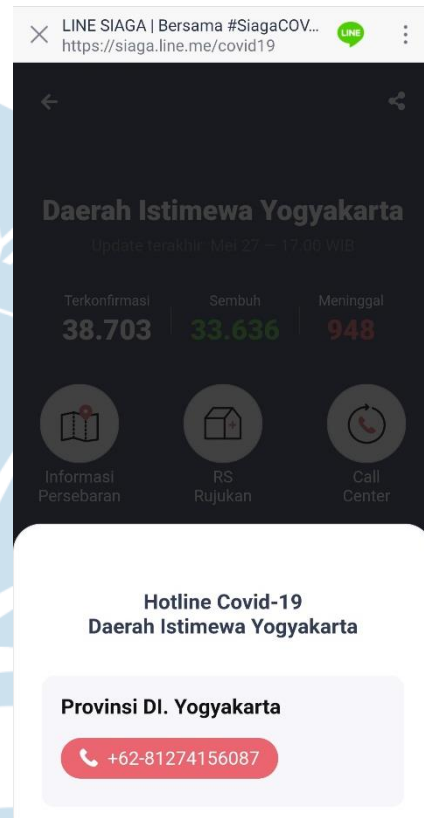 LINE SIAGA | Bersama #SiagaCOV...
https://siaga.line.me/covid19
LINE
Daerah Istimewa Yogyakarta
Update terakhir: Mei 27 – 17.00 WIB
Terkonfirmasi Sembuh Meninggal
38.703 33.636 948
Informasi Persebaran
RS Rujukan
Call Center
Hotline Covid-19
Daerah Istimewa Yogyakarta
Provinsi DI. Yogyakarta
+62-81274156087